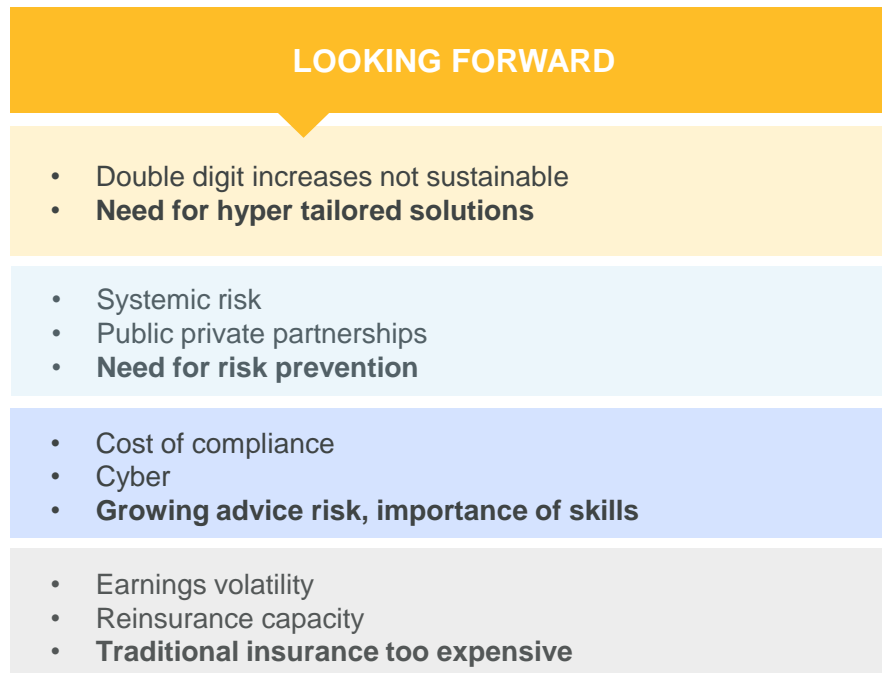 LOOKING FORWARD
• Double digit increases not sustainable
• Need for hyper tailored solutions
• Systemic risk
• Public private partnerships
• Need for risk prevention
• Cost of compliance
• Cyber
• Growing advice risk, importance of skills
• Earnings volatility
• Reinsurance capacity
• Traditional insurance too expensive